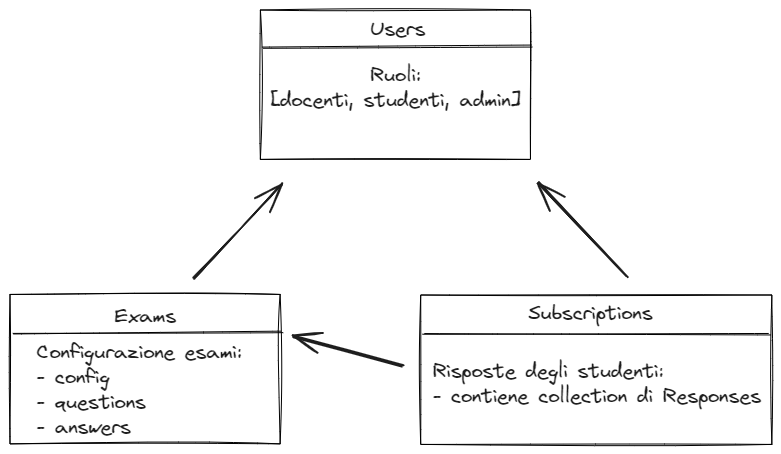 Users
Ruoli:
[docenti, studenti, admin]
Exams
Configurazione esami:
- config
- questions
- answers
Subscriptions
Risposte degli studenti:
- contiene collection di Responses